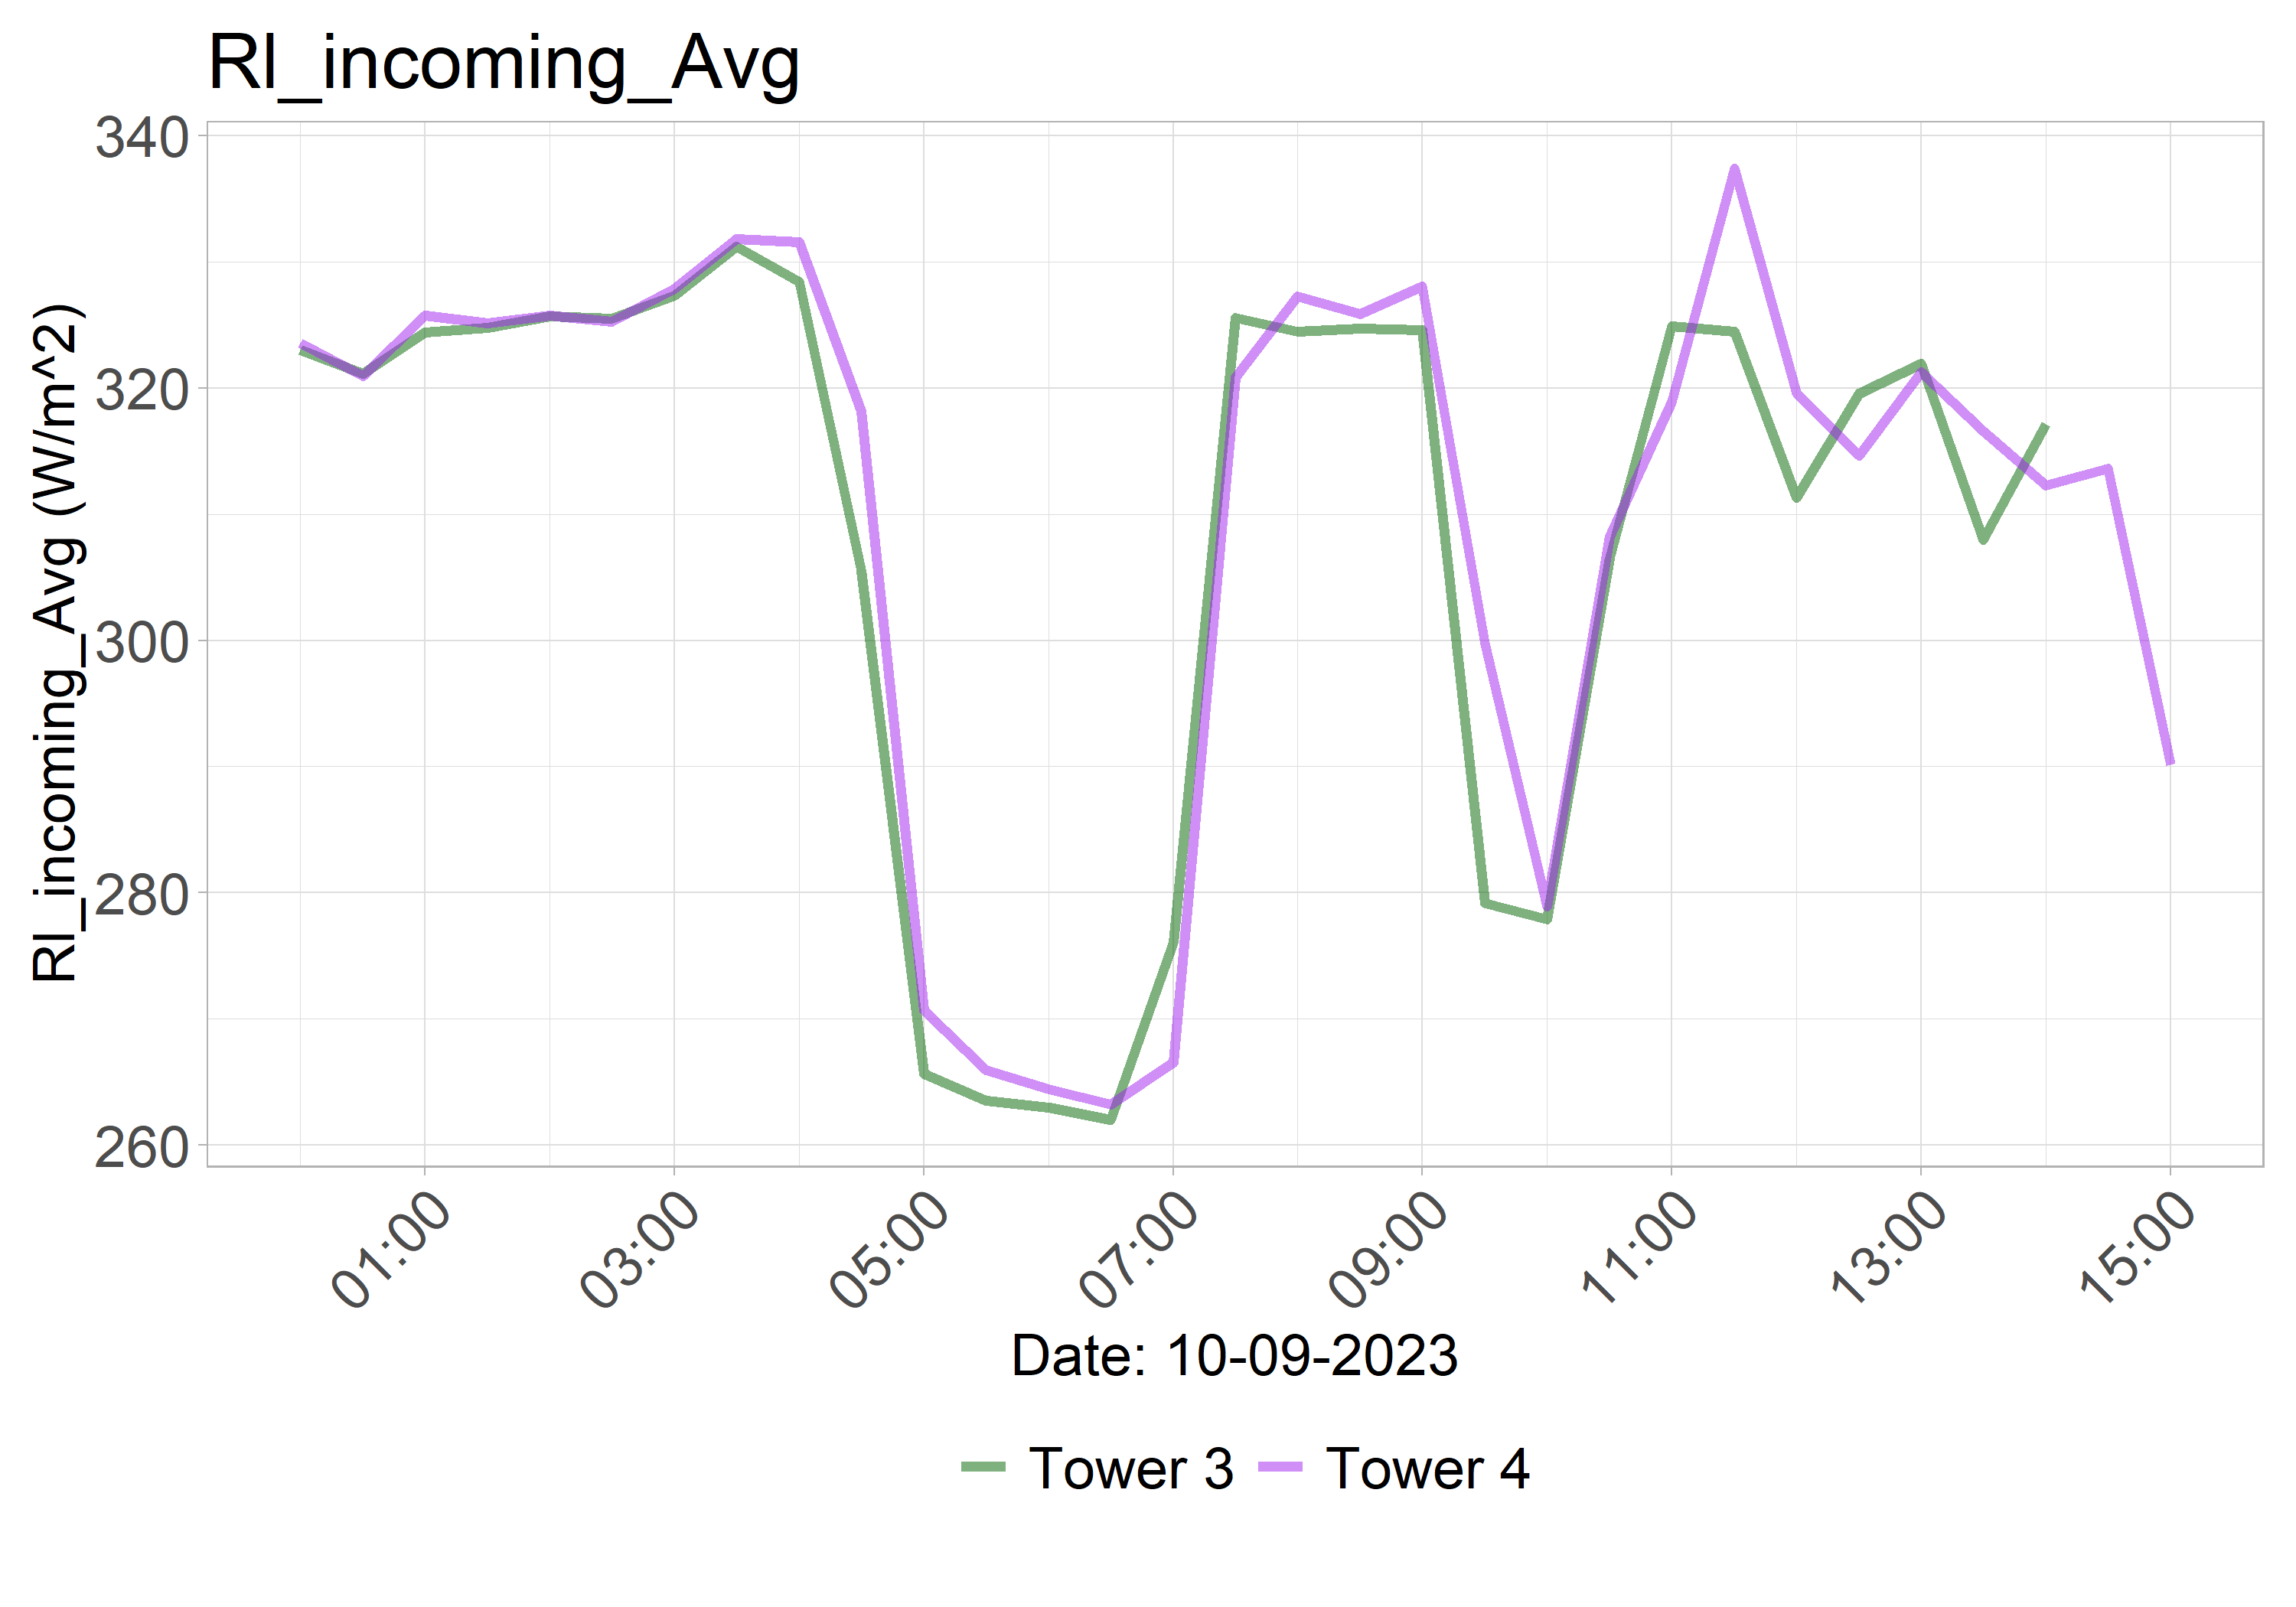 Rl_incoming_Avg
Rl_incoming_Avg (W/m^2)
340
320
300
280
260
01:00
03:00
05:00
07:00
09:00
11:00
13:00
15:00
Date: 10-09-2023
Tower 3
Tower 4